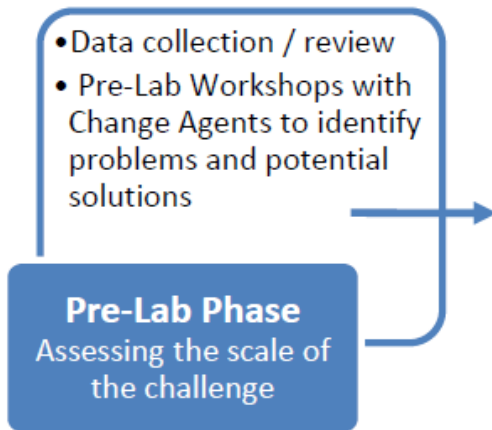 •Data collection / review
• Pre-Lab Workshops with
Change Agents to identify
problems and potential
solutions
Pre-Lab Phase
Assessing the scale of
the challenge